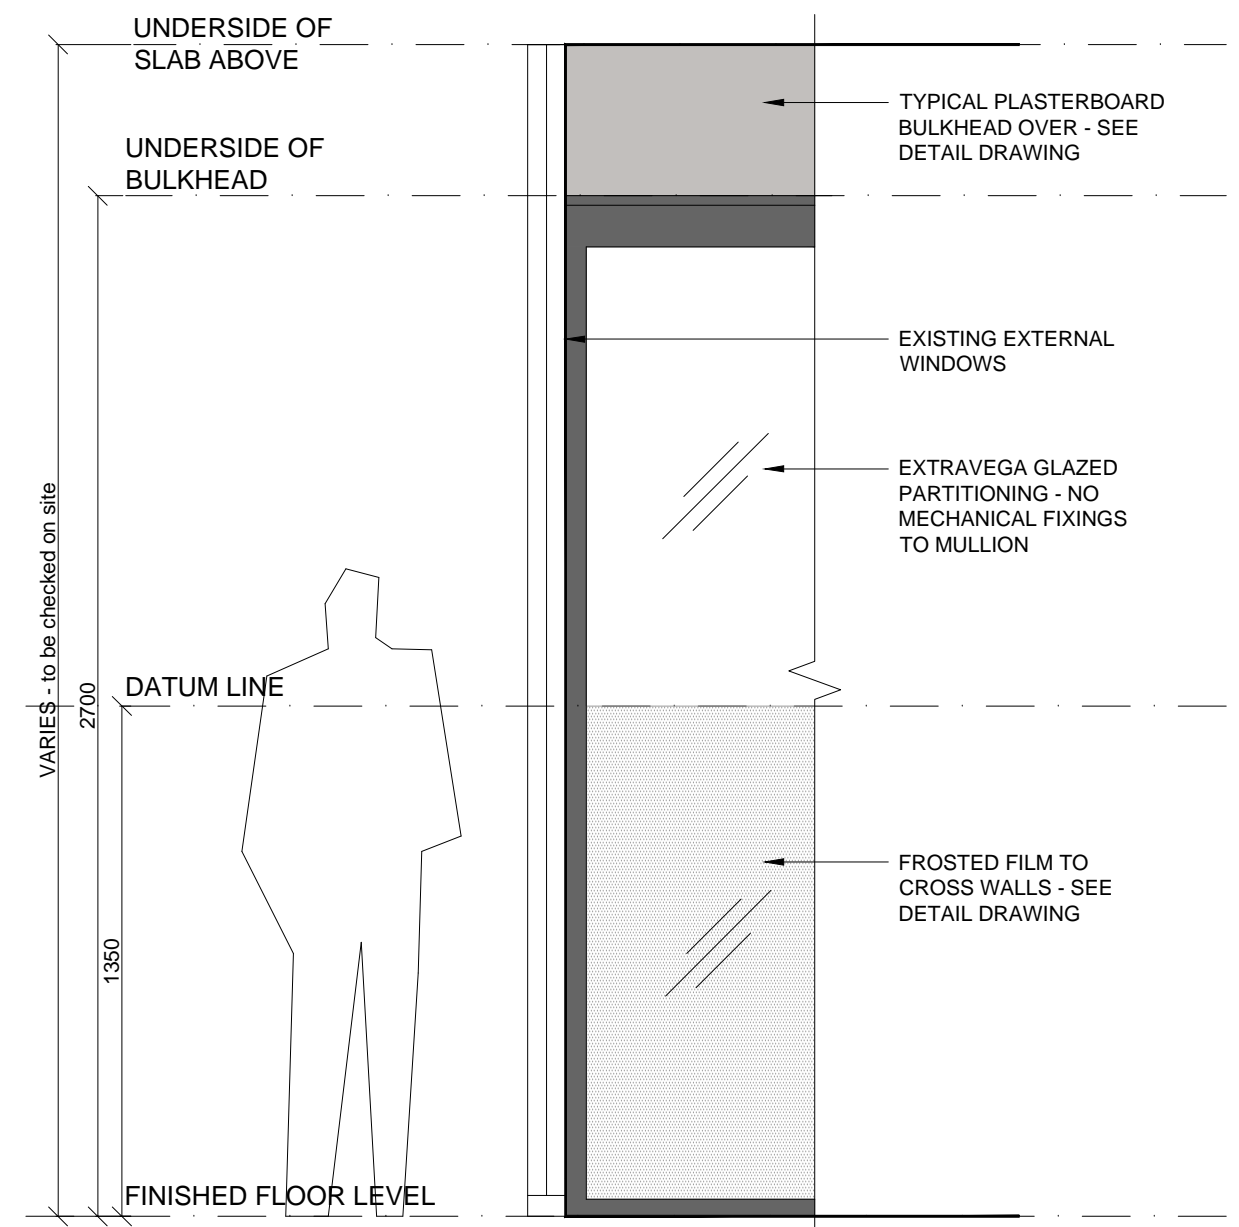 UNDERSIDE OF
SLAB ABOVE
TYPICAL PLASTERBOARD
BULKHEAD OVER - SEE
DETAIL DRAWING
UNDERSIDE OF
BULKHEAD
EXISTING EXTERNAL
WINDOWS
EXTRAVEGA GLAZED
PARTITIONING - NO
MECHANICAL FIXINGS
TO MULLION
VARIES - to be checked on site
2700
DATUM LINE
1350
FROSTED FILM TO
CROSS WALLS - SEE
DETAIL DRAWING
FINISHED FLOOR LEVEL